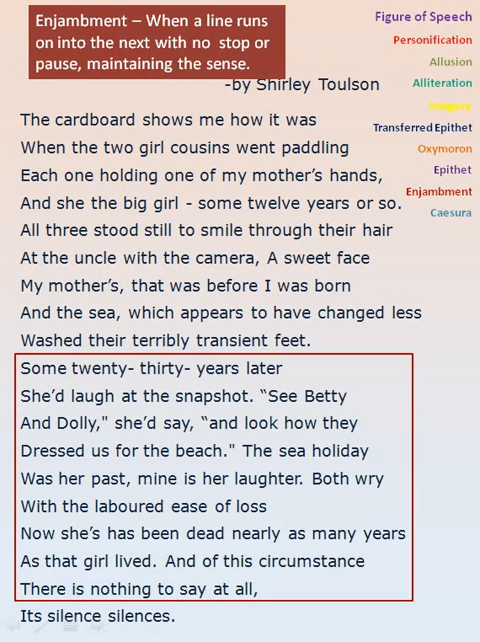 Enjambment – When a line runs
on into the next with no stop or
pause, maintaining the sense.
Figure of Speech
Personification
Allusion
Alliteration
Imagery
Transferred Epithet
Oxymoron
Epithet
Enjambment
Caesura
-by Shirley Toulson
The cardboard shows me how it was
When the two girl cousins went paddling
Each one holding one of my mother's hands,
And she the big girl - some twelve years or so.
All three stood still to smile through their hair
At the uncle with the camera, A sweet face
My mother's, that was before I was born
And the sea, which appears to have changed less
Washed their terribly transient feet.
Some twenty- thirty- years later
She'd laugh at the snapshot. “See Betty
And Dolly," she'd say, “and look how they
Dressed us for the beach." The sea holiday
Was her past, mine is her laughter. Both wry
With the laboured ease of loss
Now she's has been dead nearly as many years
As that girl lived. And of this circumstance
There is nothing to say at all,
Its silence silences.